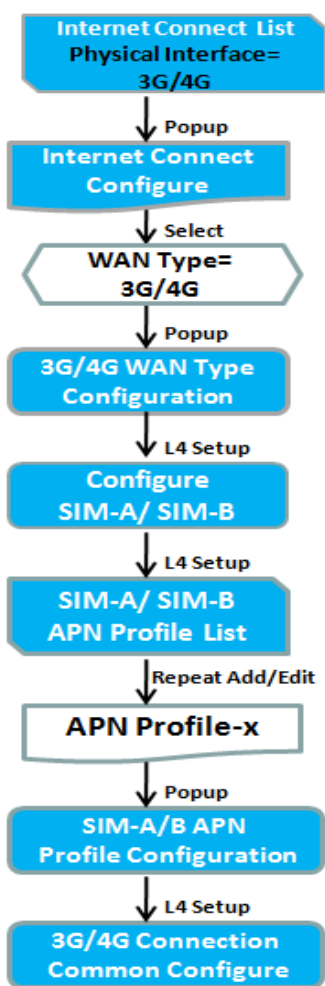 Internet Connect List
Physical Interface=
3G/4G
Popup
Internet Connect
Configure
Select
WAN Type=
3G/4G
Popup
3G/4G WAN Type
Configuration
L4 Setup
Configure
SIM-A/ SIM-B
L4 Setup
SIM-A/ SIM-B
APN Profile List
Repeat Add/Edit
APN Profile-x
Popup
SIM-A/B APN
Profile Configuration
L4 Setup
3G/4G Connection
Common Configure